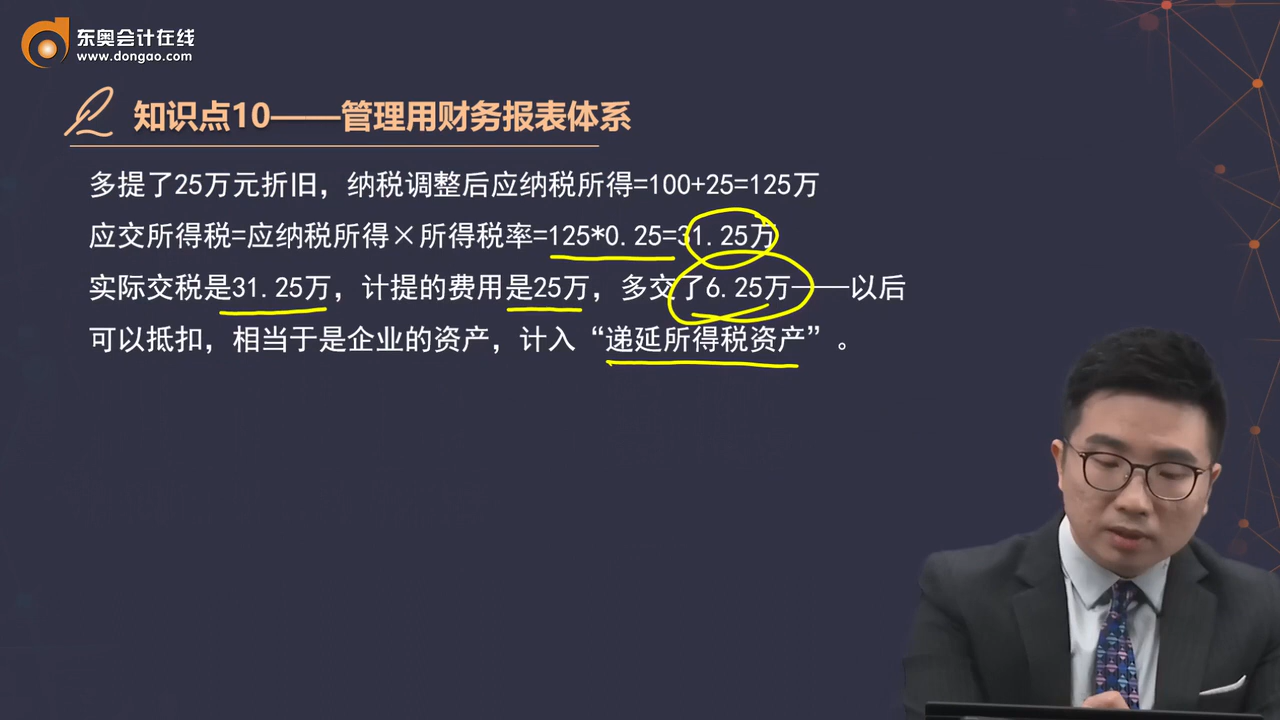 东奥会计在线
www.dongao.com
知识点10——管理用财务报表体系
多提了25万元折旧，纳税调整后应纳税所得=100+25=125万
应交所得税=应纳税所得×所得税率=125*0.25=31.25万
实际交税是31.25万，计提的费用是25万，多交了6.25万——以后
可以抵扣，相当于是企业的资产，计入“递延所得税资产”。